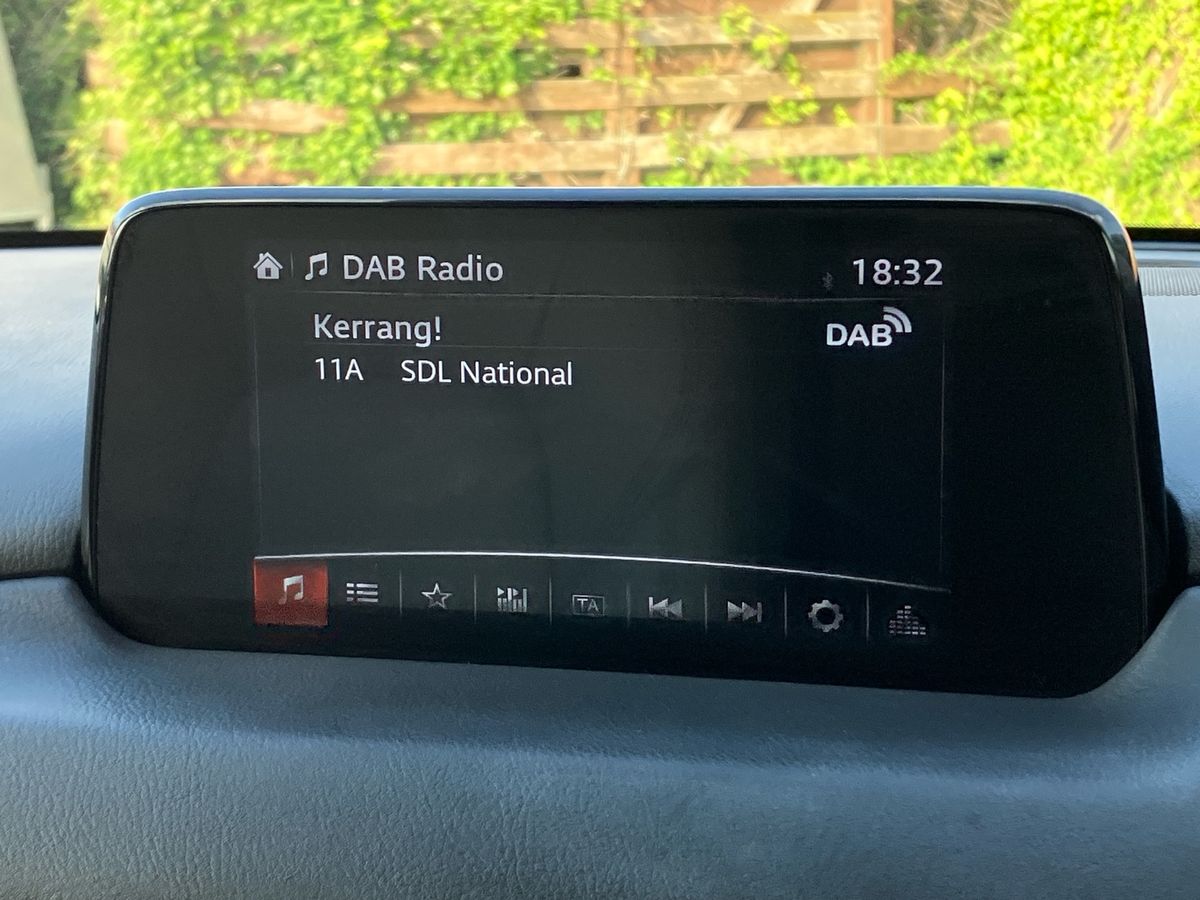 DAB Radio 18:32
Kerrang! DAB
11A SDL National
TA